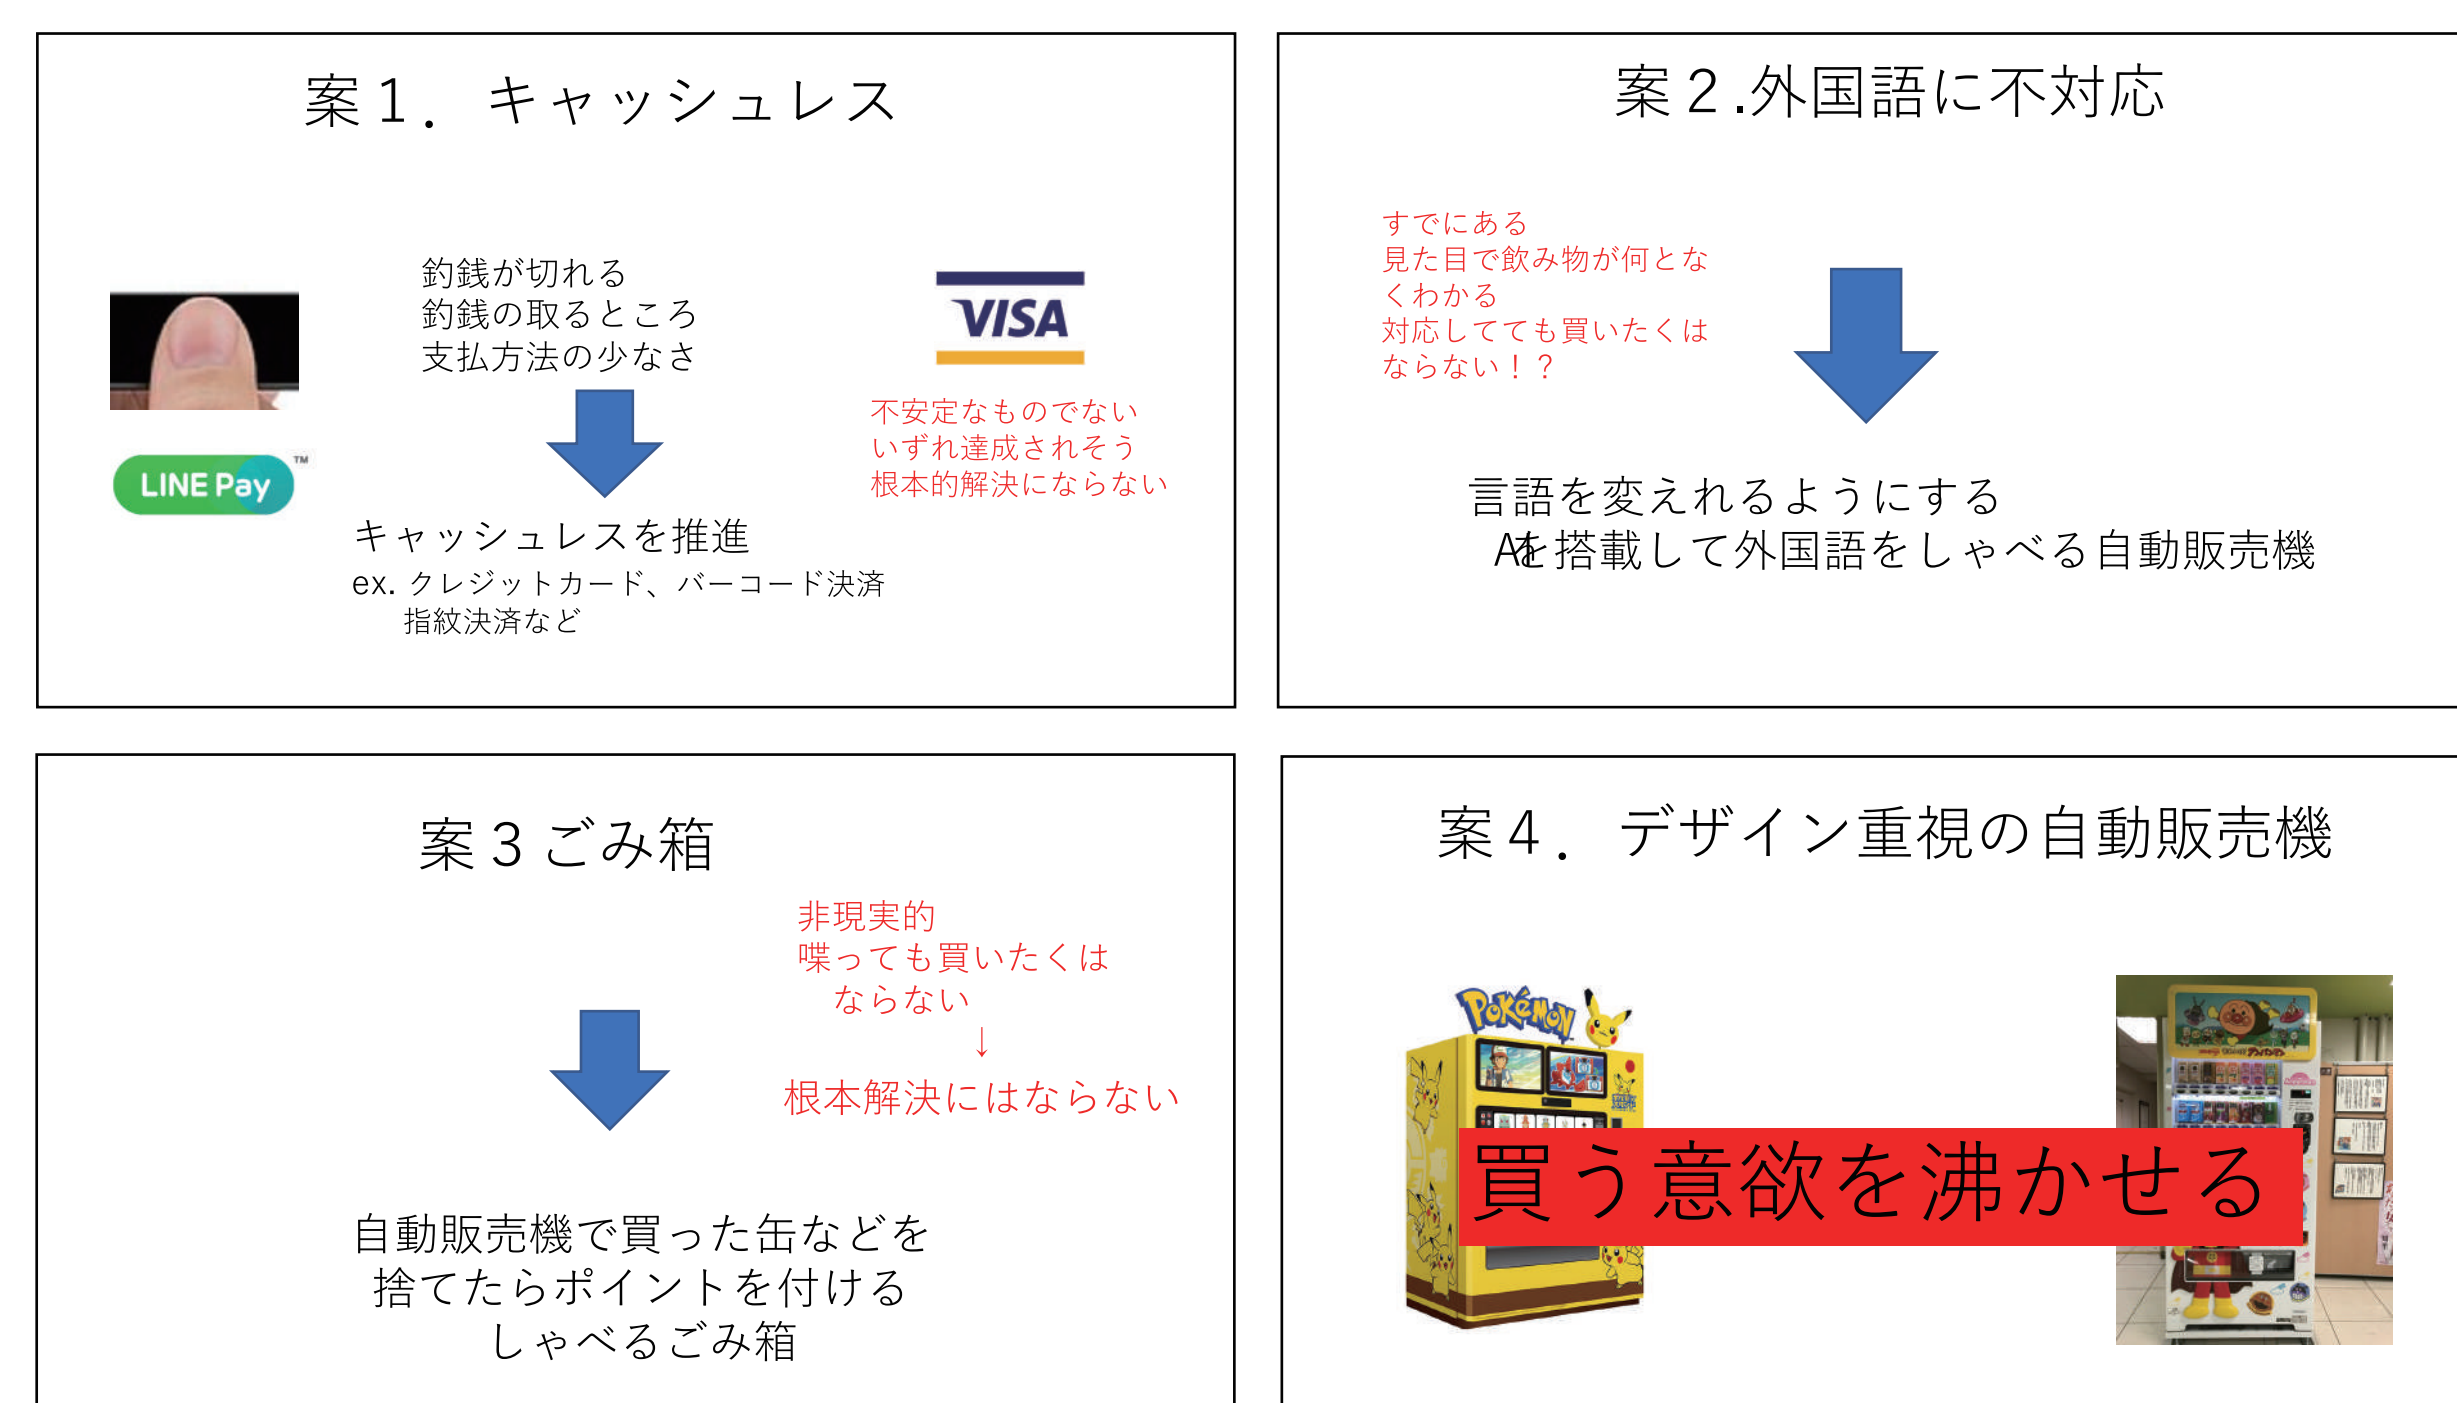 案１．キャッシュレス
釣銭が切れる
釣銭の取るところ
支払方法の少なさ
VISA
LINE Pay
TM
不安定なものでない
いずれ達成されそう
根本的解決にならない
キャッシュレスを推進
ex. クレジットカード、バーコード決済
指紋決済など
案２.外国語に不対応
すでにある
見た目で飲み物が何とな
くわかる
対応してても買いたくは
ならない！？
言語を変えれるようにする
AIを搭載して外国語をしゃべる自動販売機
案３ごみ箱
非現実的
喋っても買いたくは
ならない
↓
根本解決にはならない
自動販売機で買った缶などを
捨てたらポイントを付ける
しゃべるごみ箱
案４．デザイン重視の自動販売機
POKéMON
買う意欲を沸かせる